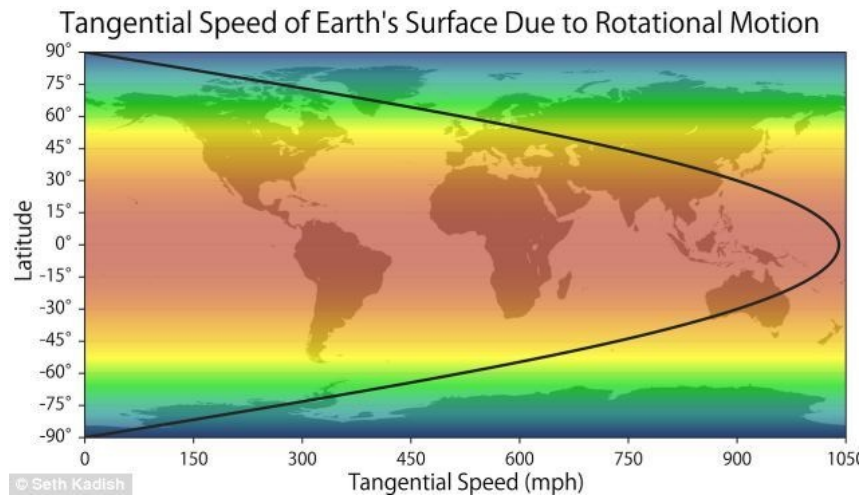 Tangential Speed of Earth's Surface Due to Rotational Motion
Latitude
90°
75°
60°
45°
30°
15°
0°
-15°
-30°
-45°
-60°
-75°
-90°
0 150 300 450 600 750 900 1050
Tangential Speed (mph)
© Seth Kadish